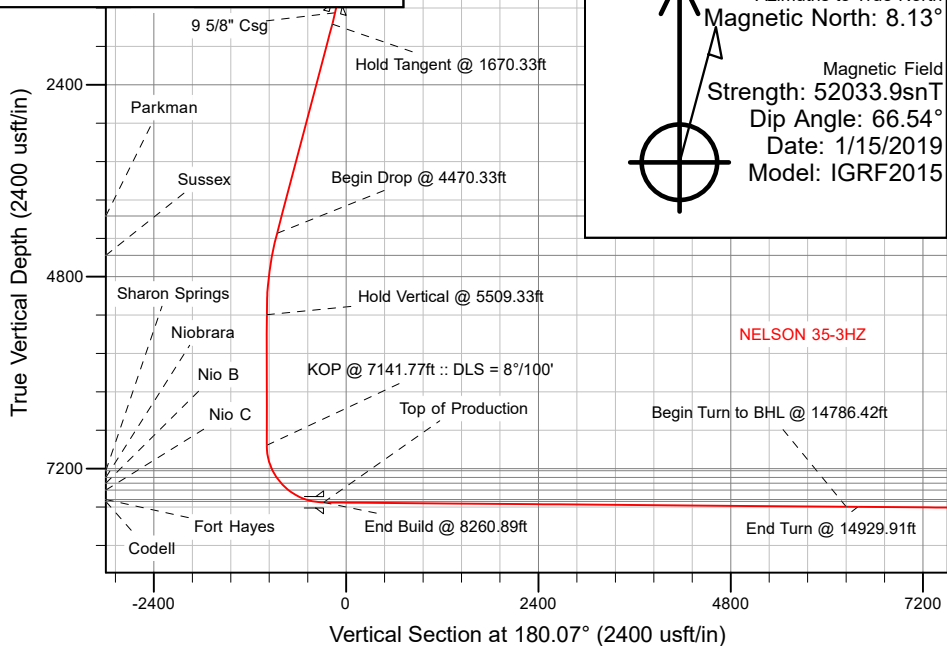 9 5/8" Csg
Hold Tangent @ 1670.33ft
Magnetic North: 8.13°
Magnetic Field
Strength: 52033.9snT
Dip Angle: 66.54°
Date: 1/15/2019
Model: IGRF2015
True Vertical Depth (2400 usft/in)
2400
4800
7200
Parkman
Sussex
Begin Drop @ 4470.33ft
Sharon Springs
Hold Vertical @ 5509.33ft
Niobrara
NELSON 35-3HZ
Nio B
KOP @ 7141.77ft :: DLS = 8°/100'
Nio C
Top of Production
Begin Turn to BHL @ 14786.42ft
Fort Hayes
End Build @ 8260.89ft
End Turn @ 14929.91ft
Codell
-2400
0
2400
4800
7200
Vertical Section at 180.07° (2400 usft/in)